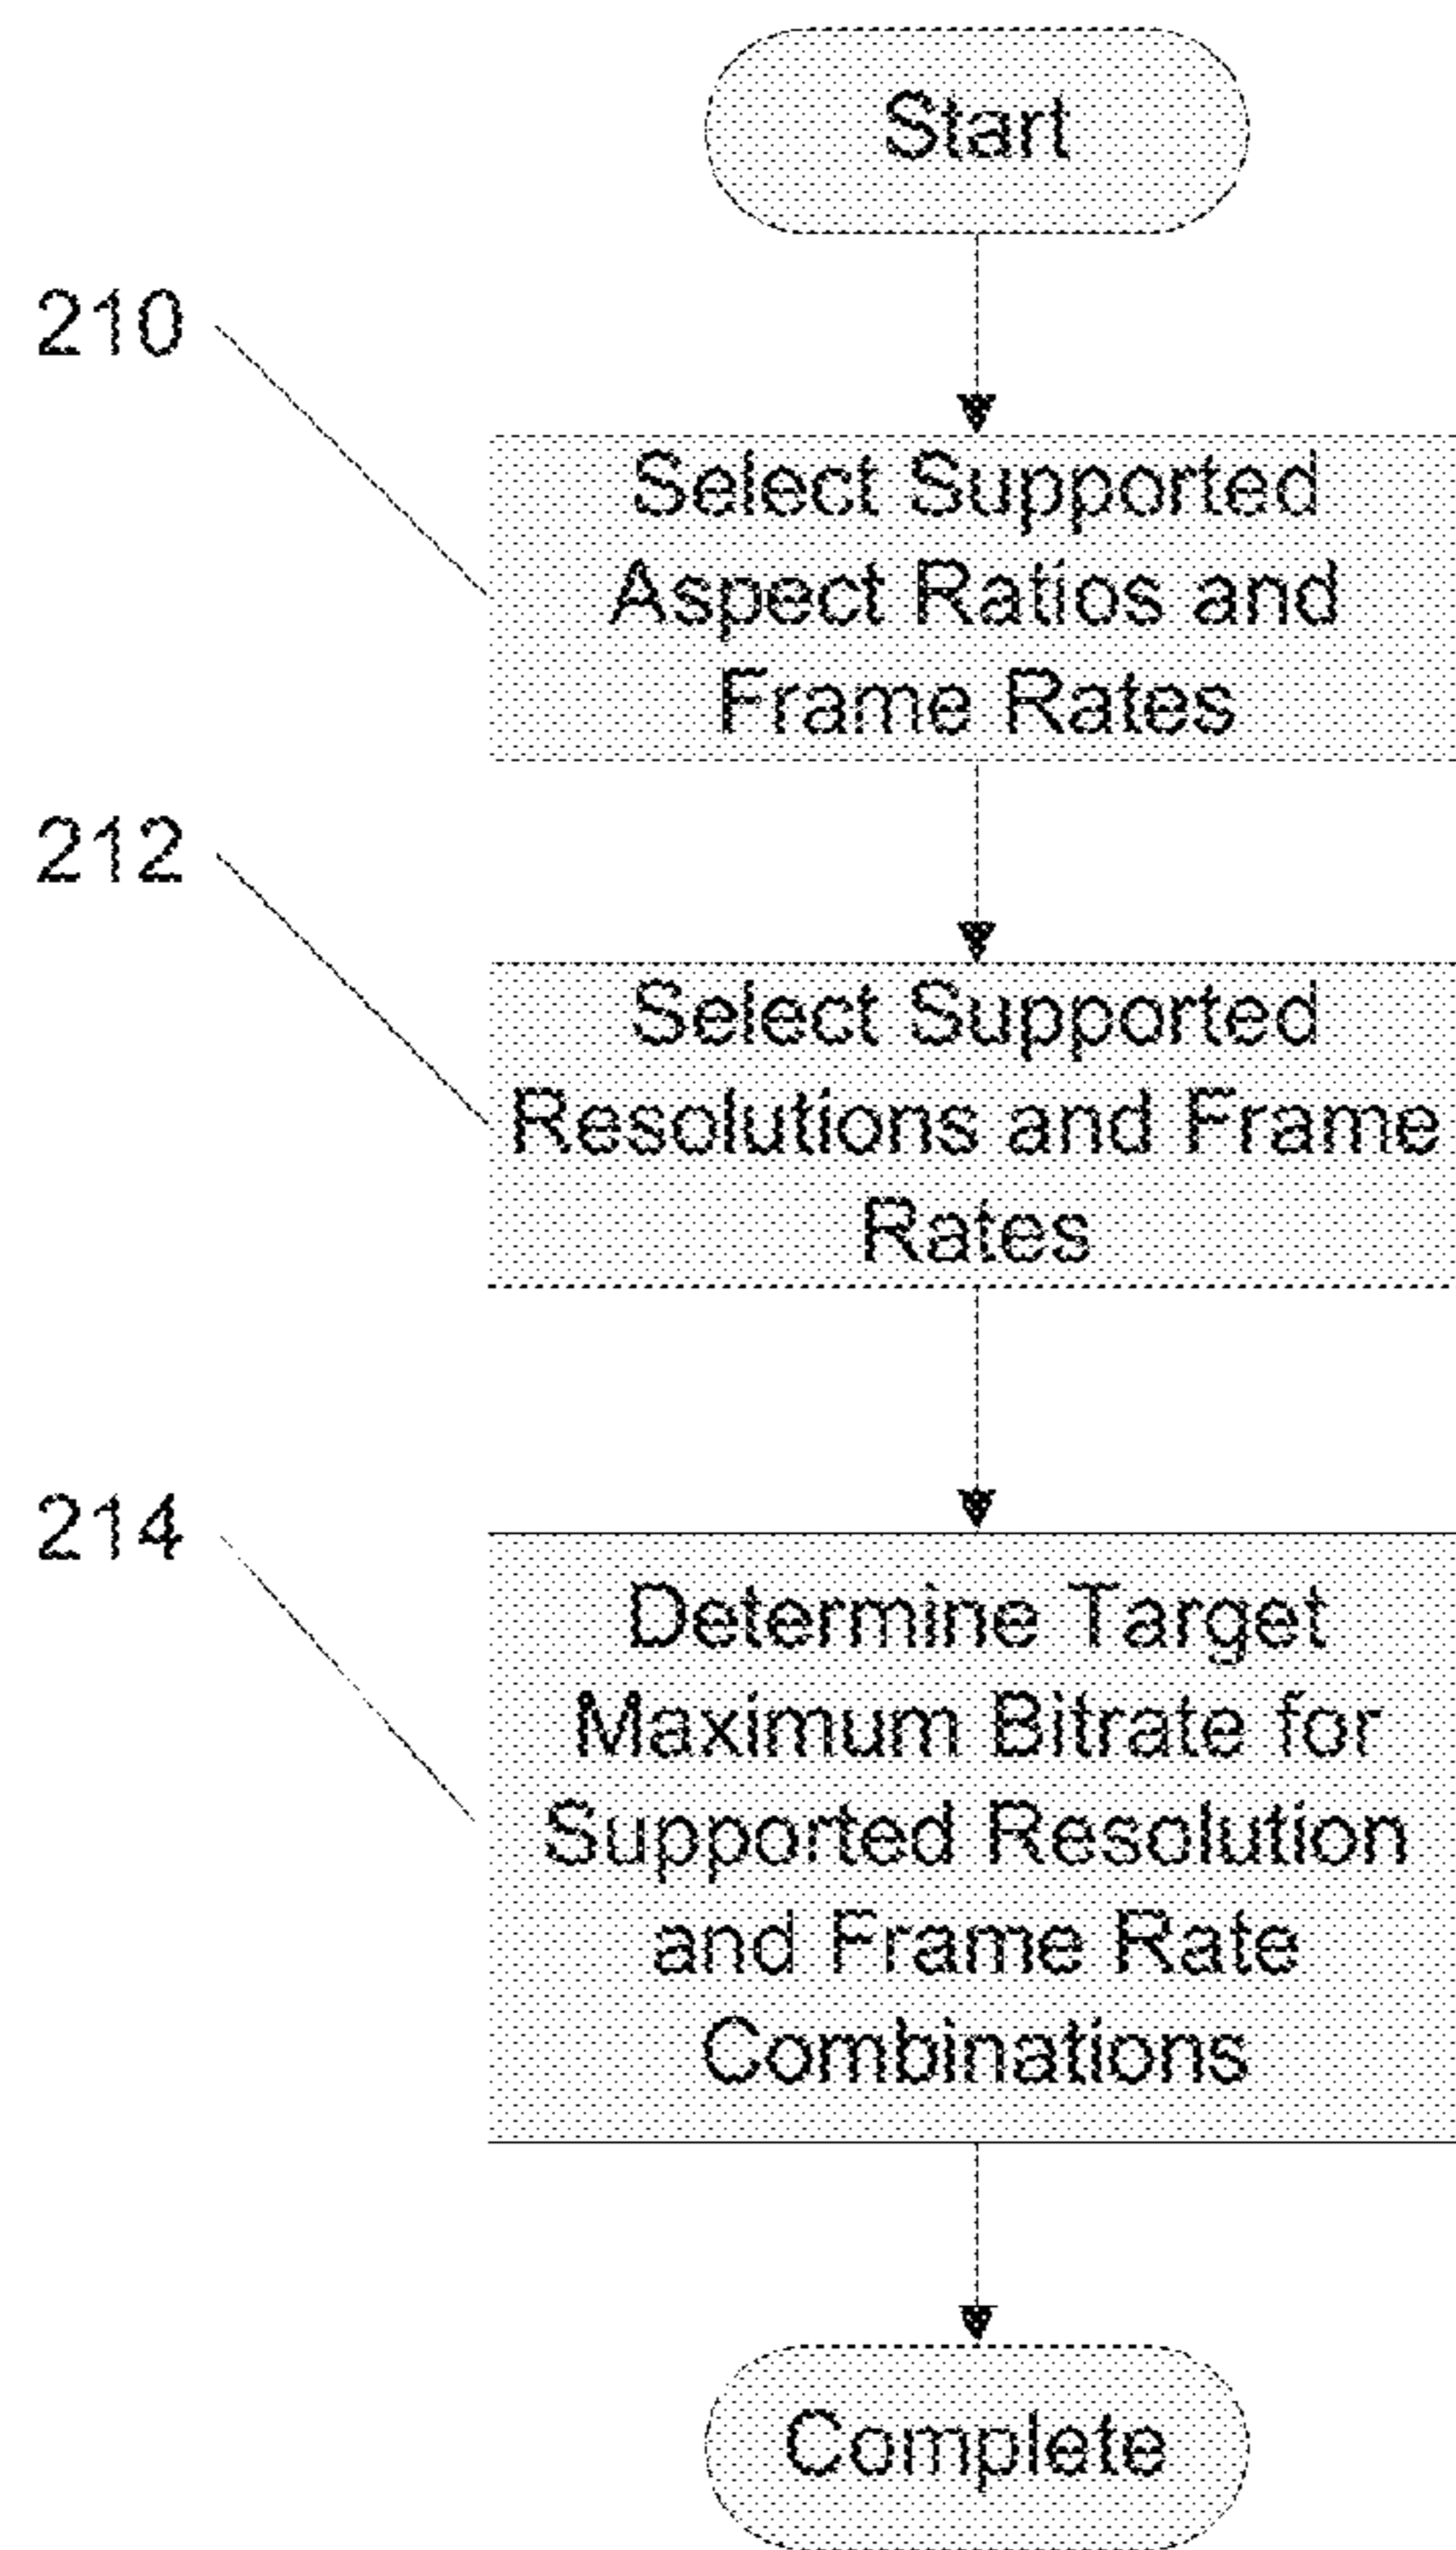 Start
210
Select Supported
Aspect Ratios and
Frame Rates
212
Select Supported
Resolutions and Frame
Rates
214
Determine Target
Maximum Bitrate for
Supported Resolution
and Frame Rate
Combinations
Complete